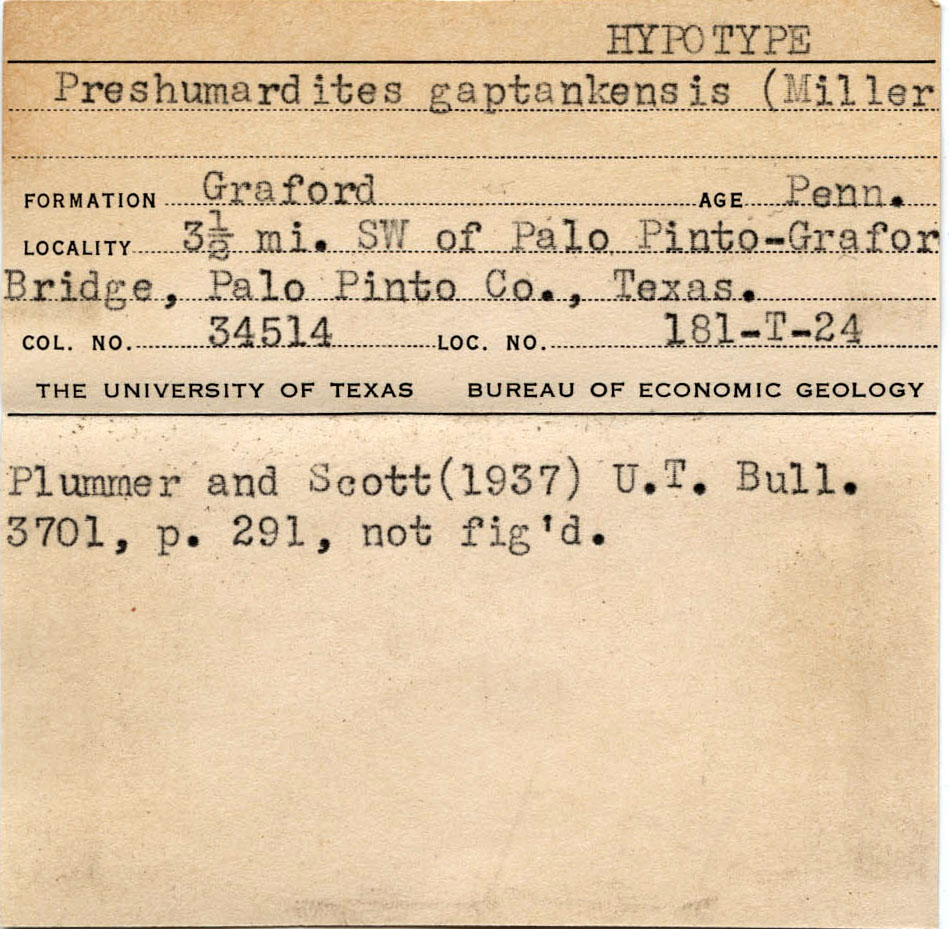 HYPOTYPE
Preshumardites gaptankensis (Miller
FORMATION Graford AGE Penn.
LOCALITY 3½ mi. SW of Palo Pinto-Grafor
Bridge, Palo Pinto Co., Texas.
COL. NO. 34514 LOC. NO. 181-T-24
THE UNIVERSITY OF TEXAS BUREAU OF ECONOMIC GEOLOGY
Plummer and Scott(1937) U.T. Bull.
3701, p. 291, not fig'd.